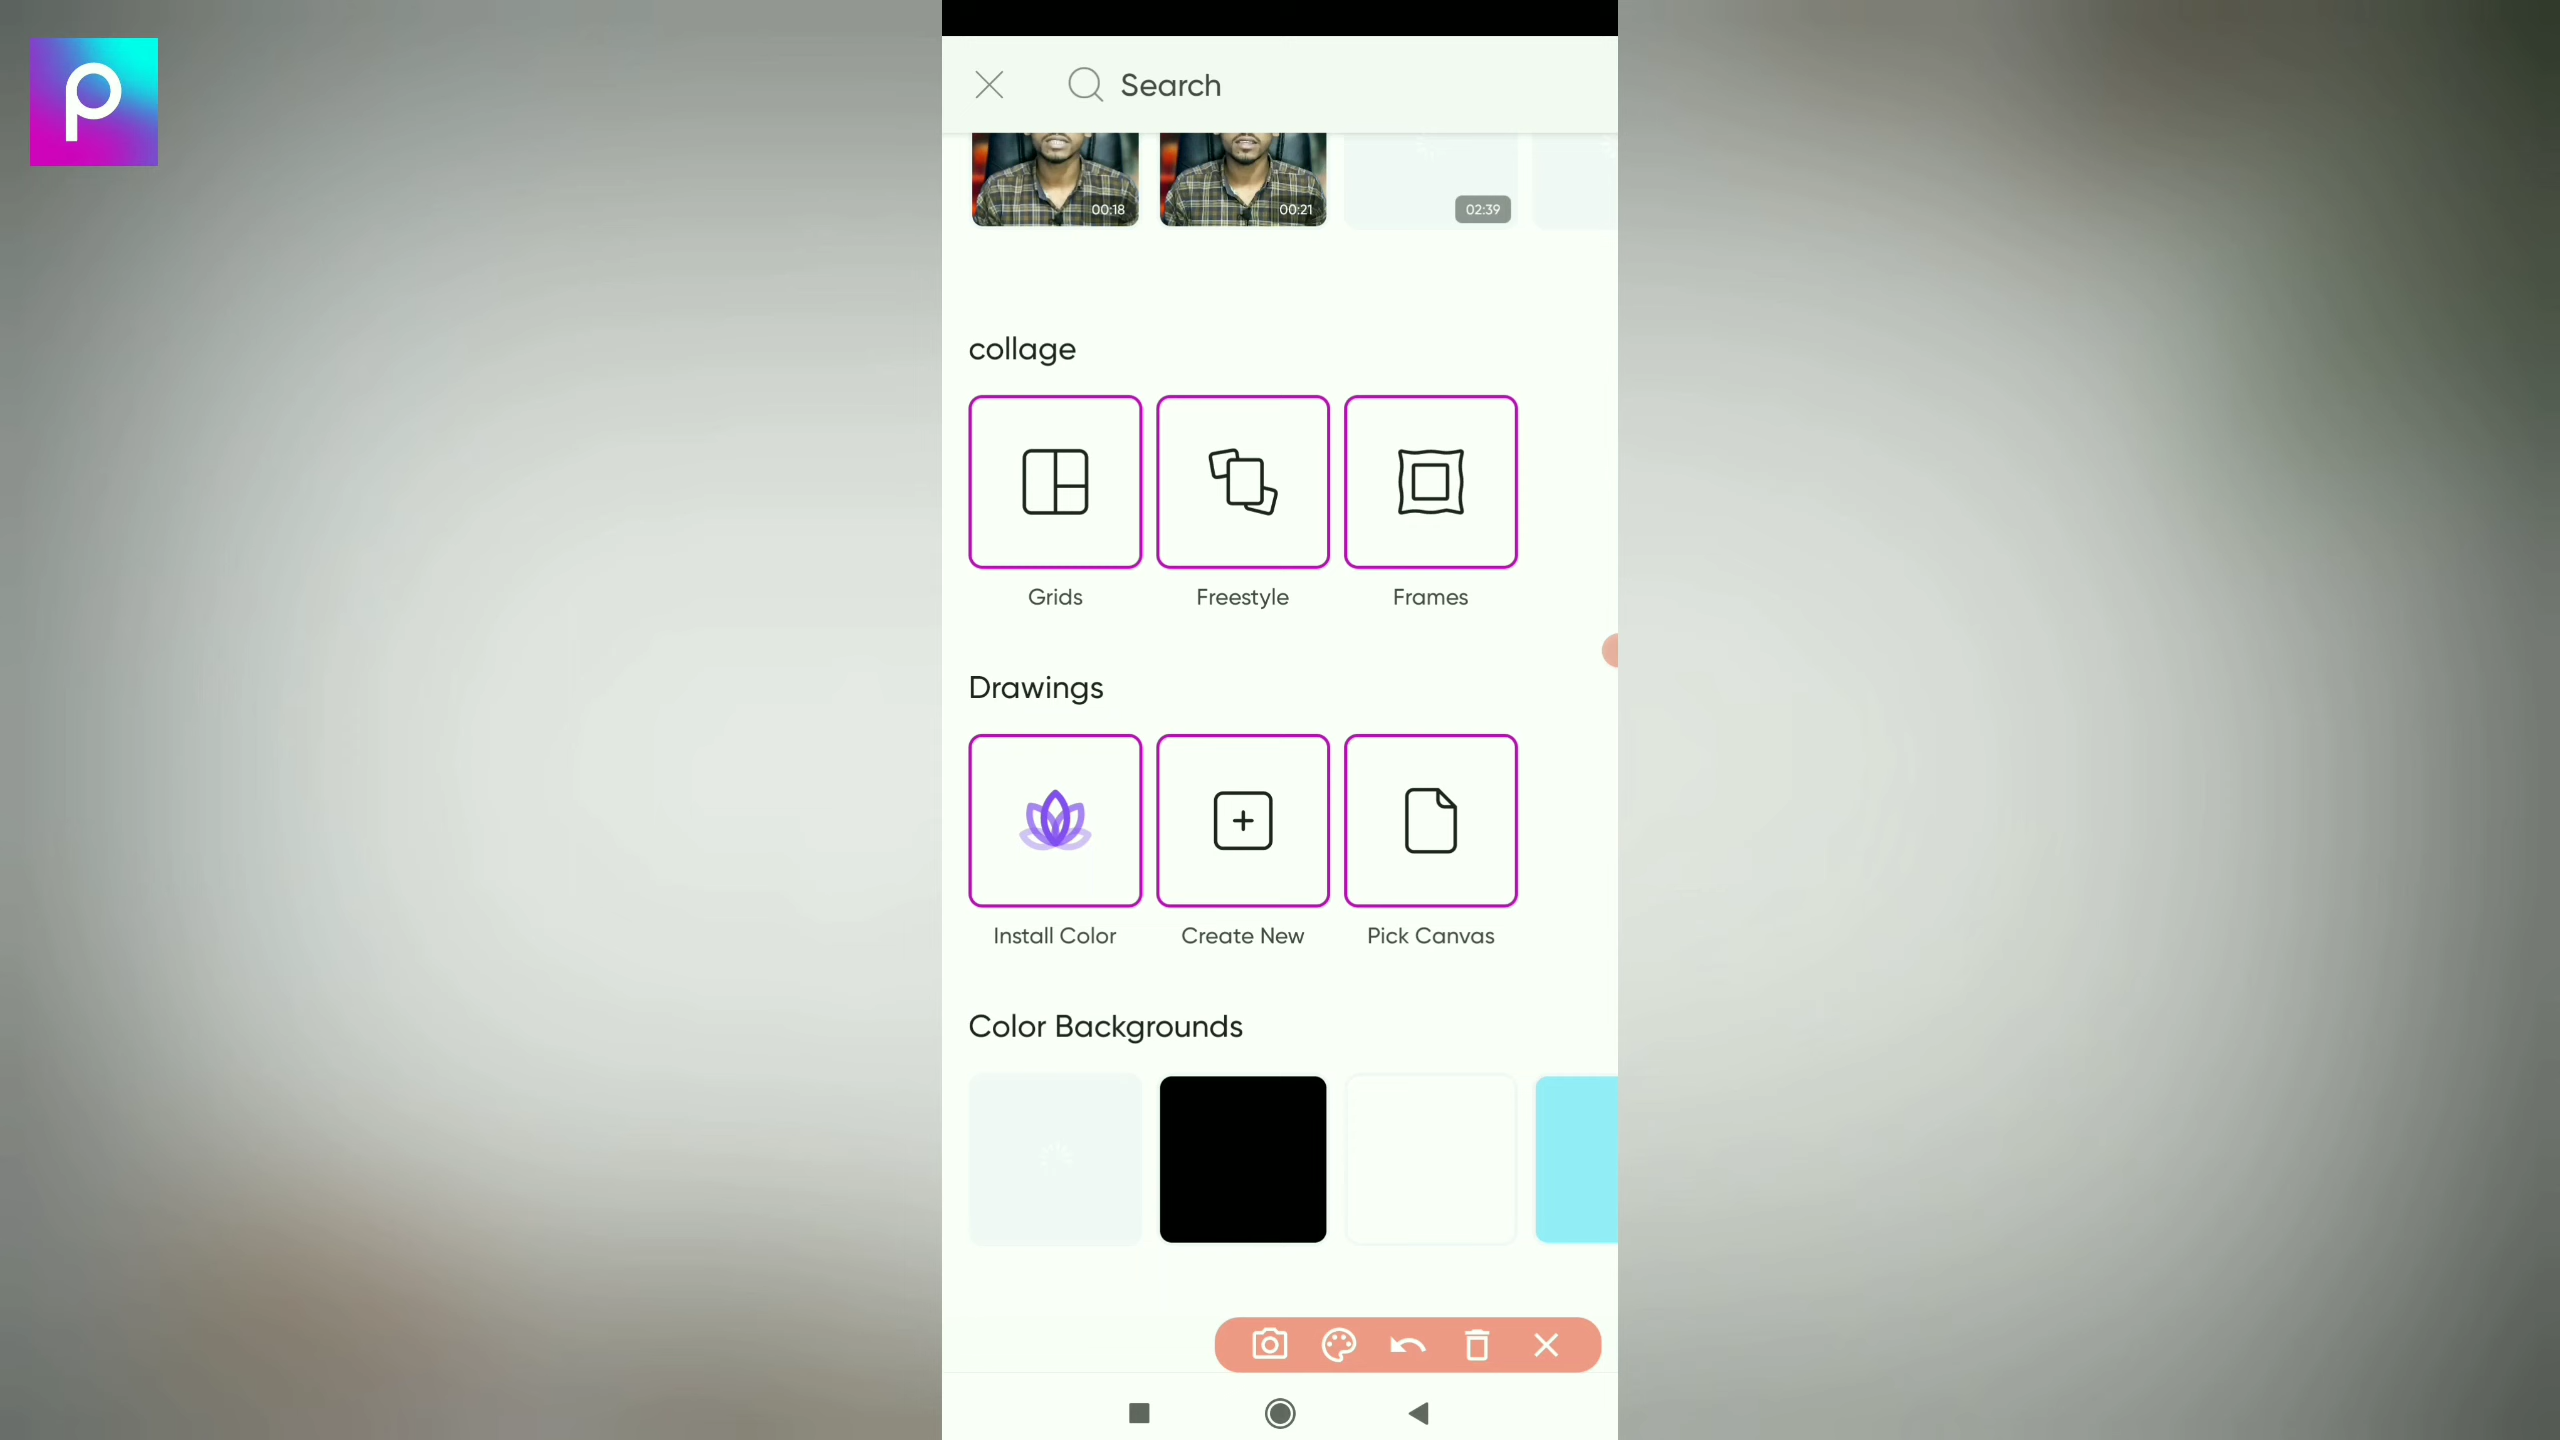 Search
00:18
00:21
02:39
collage
Grids
Freestyle
Frames
Drawings
Install Color
Create New
Pick Canvas
Color Backgrounds